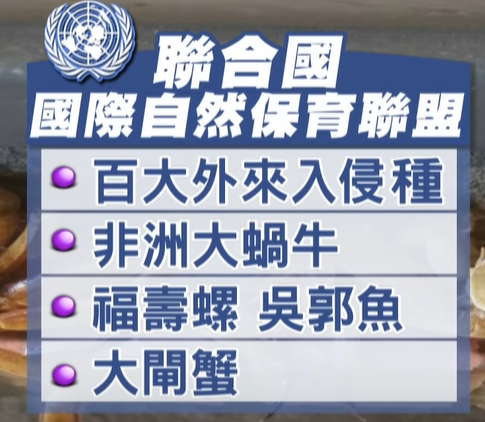 聯合國
國際自然保育聯盟
百大外來入侵種
非洲大蝸牛
福壽螺 吳郭魚
大閘蟹